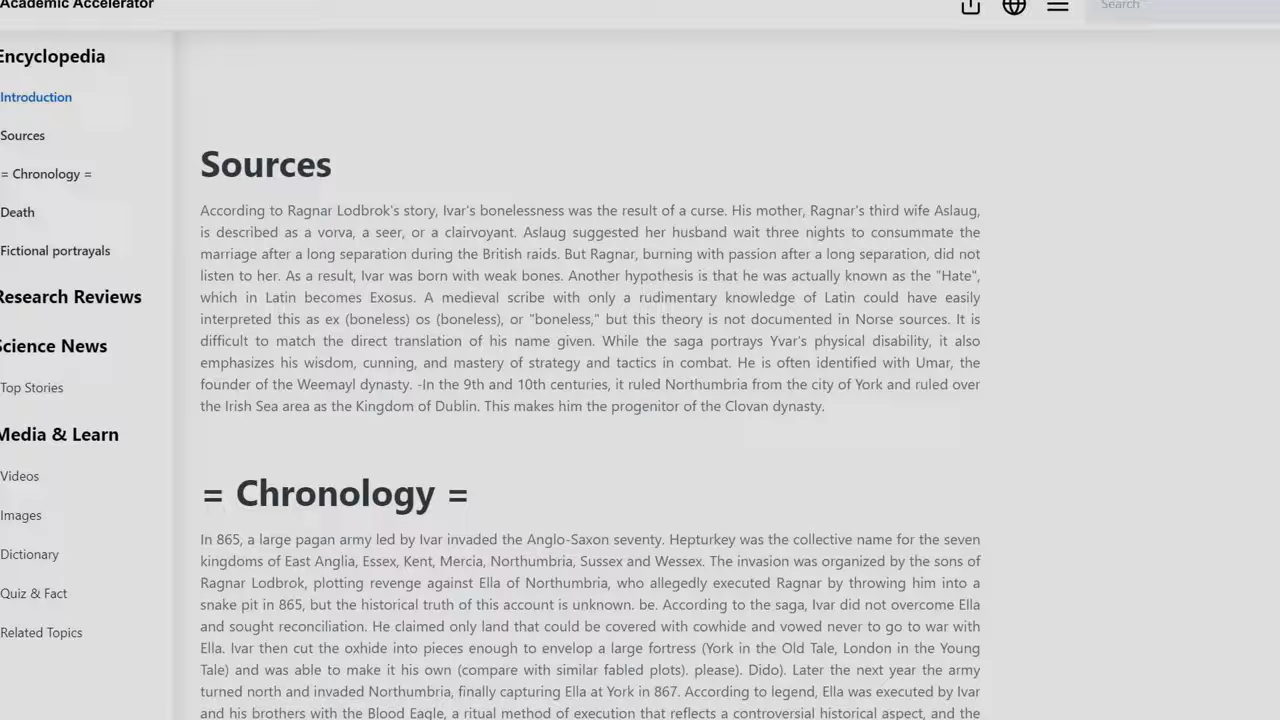 Academic Accelerator
Search
Encyclopedia
Introduction
Sources
= Chronology =
Death
Fictional portrayals
Research Reviews
Science News
Top Stories
Media & Learn
Videos
Images
Dictionary
Quiz & Fact
Related Topics
Sources
According to Ragnar Lodbrok's story, Ivar's bonelessness was the result of a curse. His mother, Ragnar's third wife Aslaug,
is described as a vorva, a seer, or a clairvoyant. Aslaug suggested her husband wait three nights to consummate the
marriage after a long separation during the British raids. But Ragnar, burning with passion after a long separation, did not
listen to her. As a result, Ivar was born with weak bones. Another hypothesis is that he was actually known as the "Hate",
which in Latin becomes Exosus. A medieval scribe with only a rudimentary knowledge of Latin could have easily
interpreted this as ex (boneless) os (boneless), or "boneless," but this theory is not documented in Norse sources. It is
difficult to match the direct translation of his name given. While the saga portrays Yvar's physical disability, it also
emphasizes his wisdom, cunning, and mastery of strategy and tactics in combat. He is often identified with Umar, the
founder of the Weemayl dynasty. -In the 9th and 10th centuries, it ruled Northumbria from the city of York and ruled over
the Irish Sea area as the Kingdom of Dublin. This makes him the progenitor of the Clovan dynasty.
= Chronology =
In 865, a large pagan army led by Ivar invaded the Anglo-Saxon seventy. Hepturkey was the collective name for the seven
kingdoms of East Anglia, Essex, Kent, Mercia, Northumbria, Sussex and Wessex. The invasion was organized by the sons of
Ragnar Lodbrok, plotting revenge against Ella of Northumbria, who allegedly executed Ragnar by throwing him into a
snake pit in 865, but the historical truth of this account is unknown. be. According to the saga, Ivar did not overcome Ella
and sought reconciliation. He claimed only land that could be covered with cowhide and vowed never to go to war with
Ella. Ivar then cut the oxhide into pieces enough to envelop a large fortress (York in the Old Tale, London in the Young
Tale) and was able to make it his own (compare with similar fabled plots). please). Dido). Later the next year the army
turned north and invaded Northumbria, finally capturing Ella at York in 867. According to legend, Ella was executed by Ivar
and his brothers with the Blood Eagle, a ritual method of execution that reflects a controversial historical aspect, and the